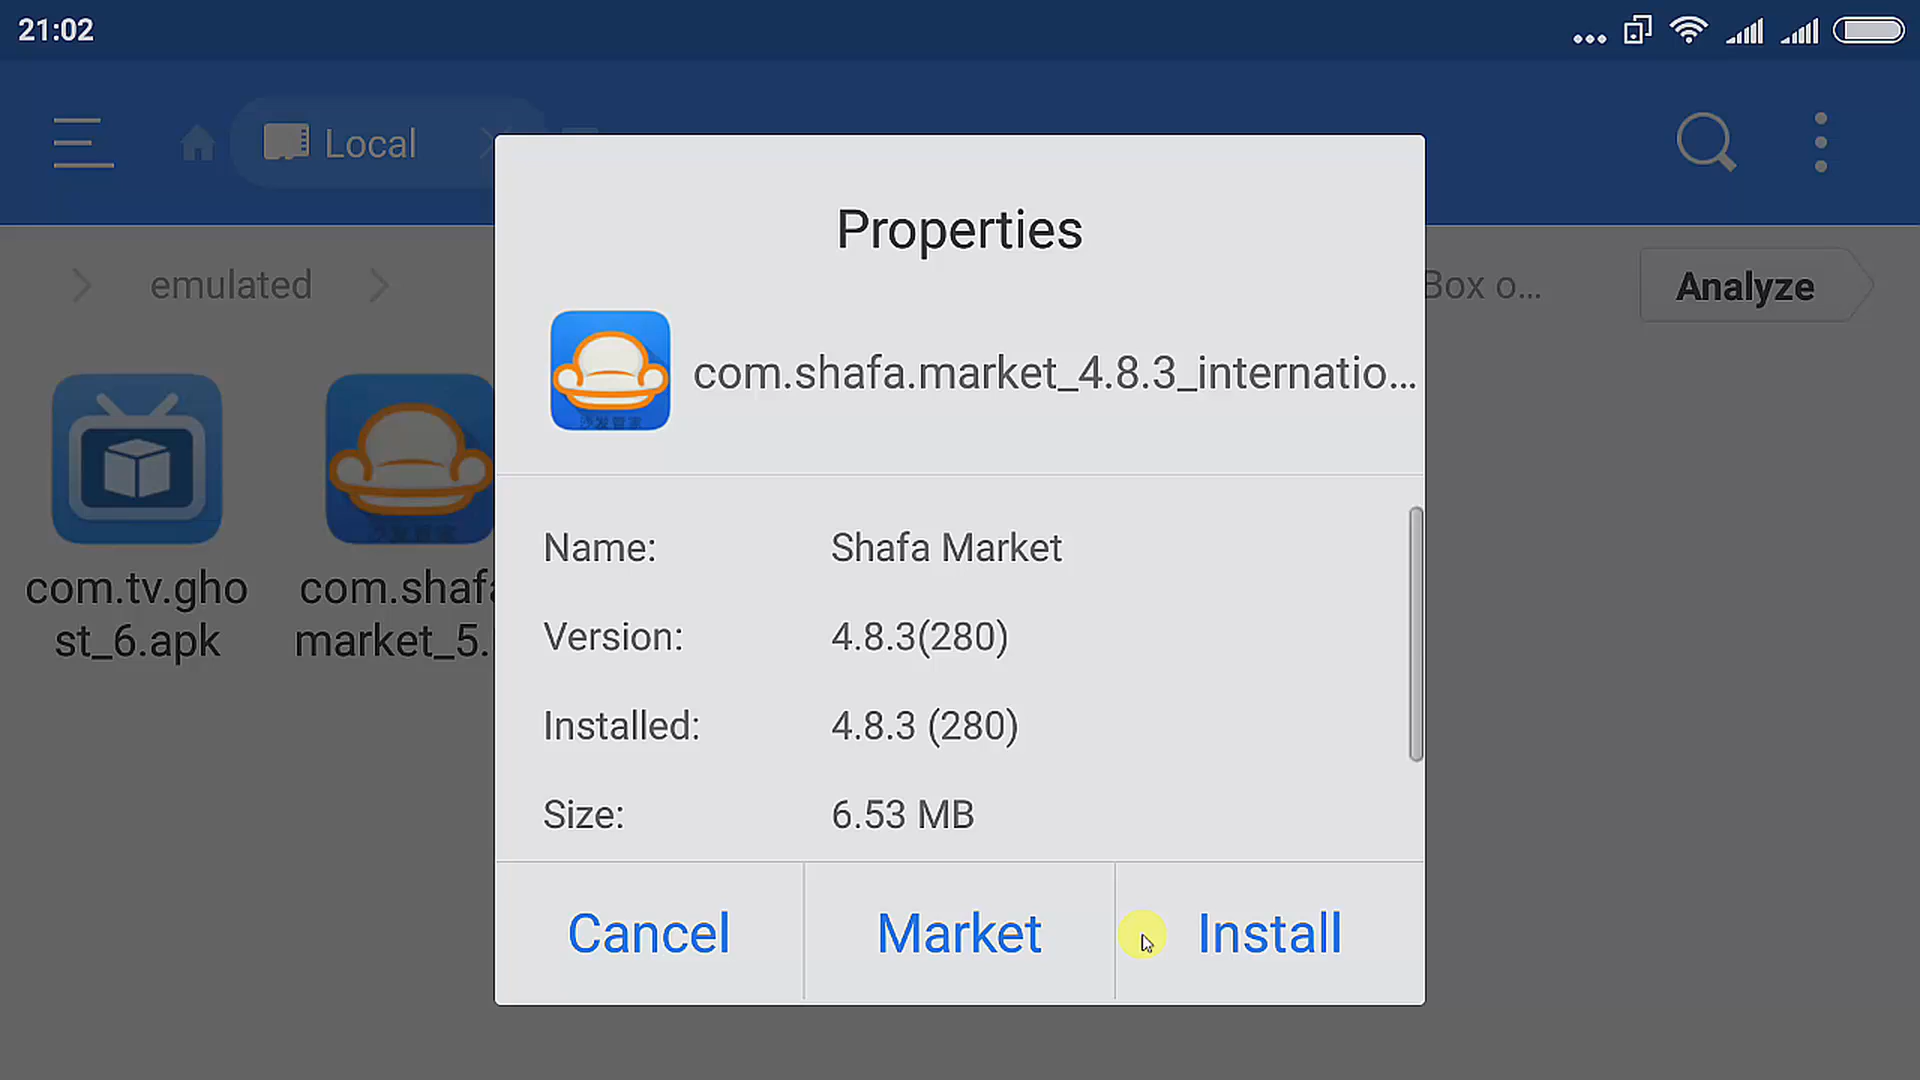 21:02
Local
emulated
Box o...
Analyze
Properties
com.shafa.market_4.8.3_internatio...
Name: Shafa Market
Version: 4.8.3(280)
Installed: 4.8.3 (280)
Size: 6.53 MB
Cancel
Market
Install
com.tv.gho
st_6.apk
com.shafa
market_5.